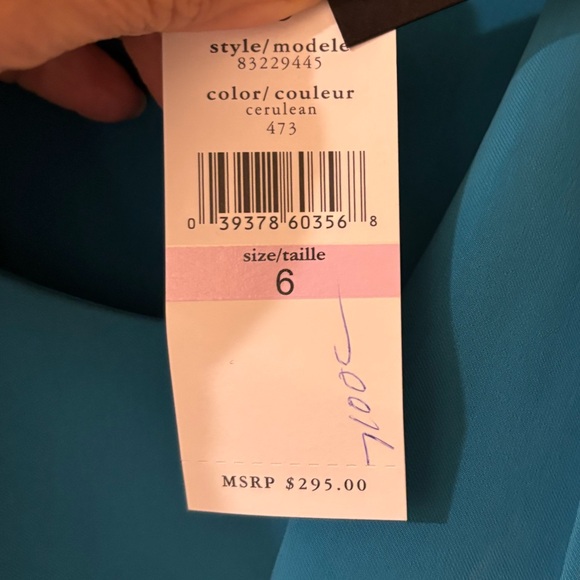 style/modele
83229445
color/couleur
cerulean
473
0 39378 60356 8
size/taille
6
MSRP $295.00